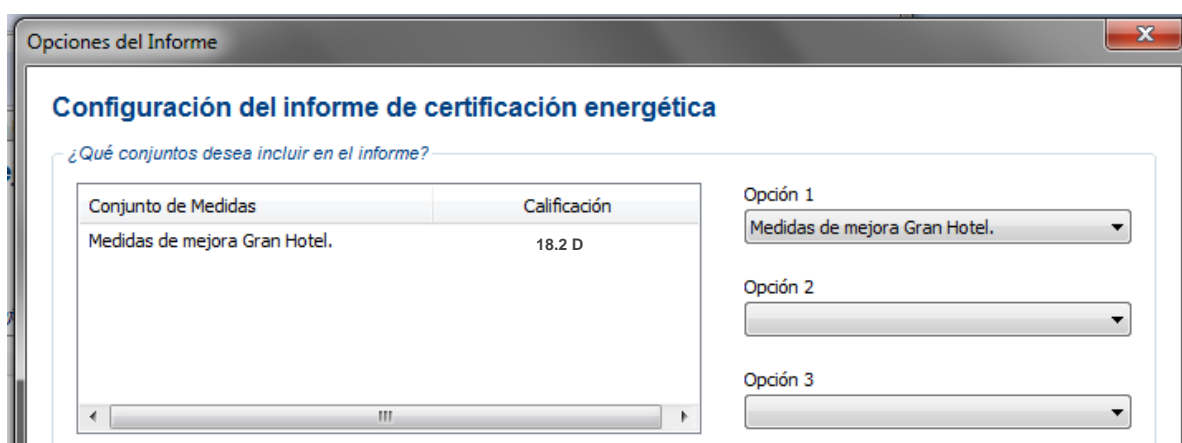 Opciones del Informe
Configuración del informe de certificación energética
¿Qué conjuntos desea incluir en el informe?
Conjunto de Medidas Calificación
Medidas de mejora Gran Hotel. 18.2 D
Opción 1
Medidas de mejora Gran Hotel.
Opción 2
Opción 3